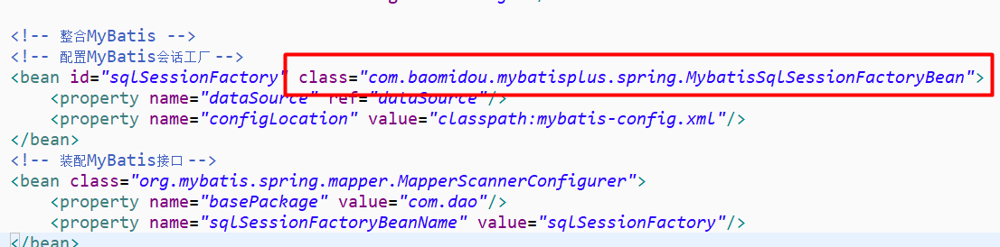 <!-- 整合MyBatis -->
<!-- 配置MyBatis会话工厂 -->
<bean id="sqlSessionFactory" class="com.baomidou.mybatisplus.spring.MybatisSqlSessionFactoryBean">
    <property name="dataSource" ref="dataSource"/>
    <property name="configLocation" value="classpath:mybatis-config.xml"/>
</bean>
<!-- 装配MyBatis接口 -->
<bean class="org.mybatis.spring.mapper.MapperScannerConfigurer">
    <property name="basePackage" value="com.dao"/>
    <property name="sqlSessionFactoryBeanName" value="sqlSessionFactory"/>
</bean>